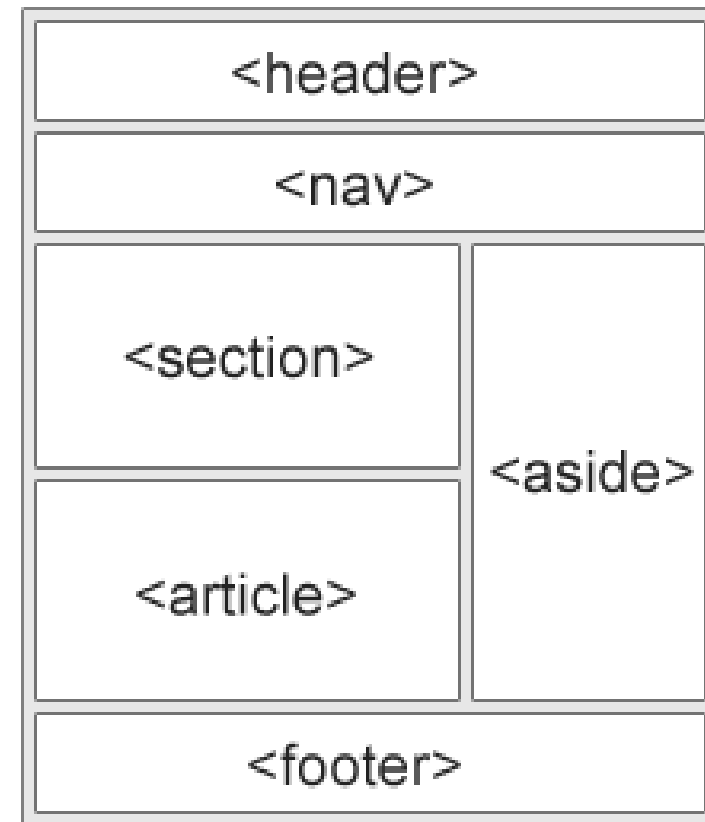 <header>
<nav>
<section>
<aside>
<article>
<footer>